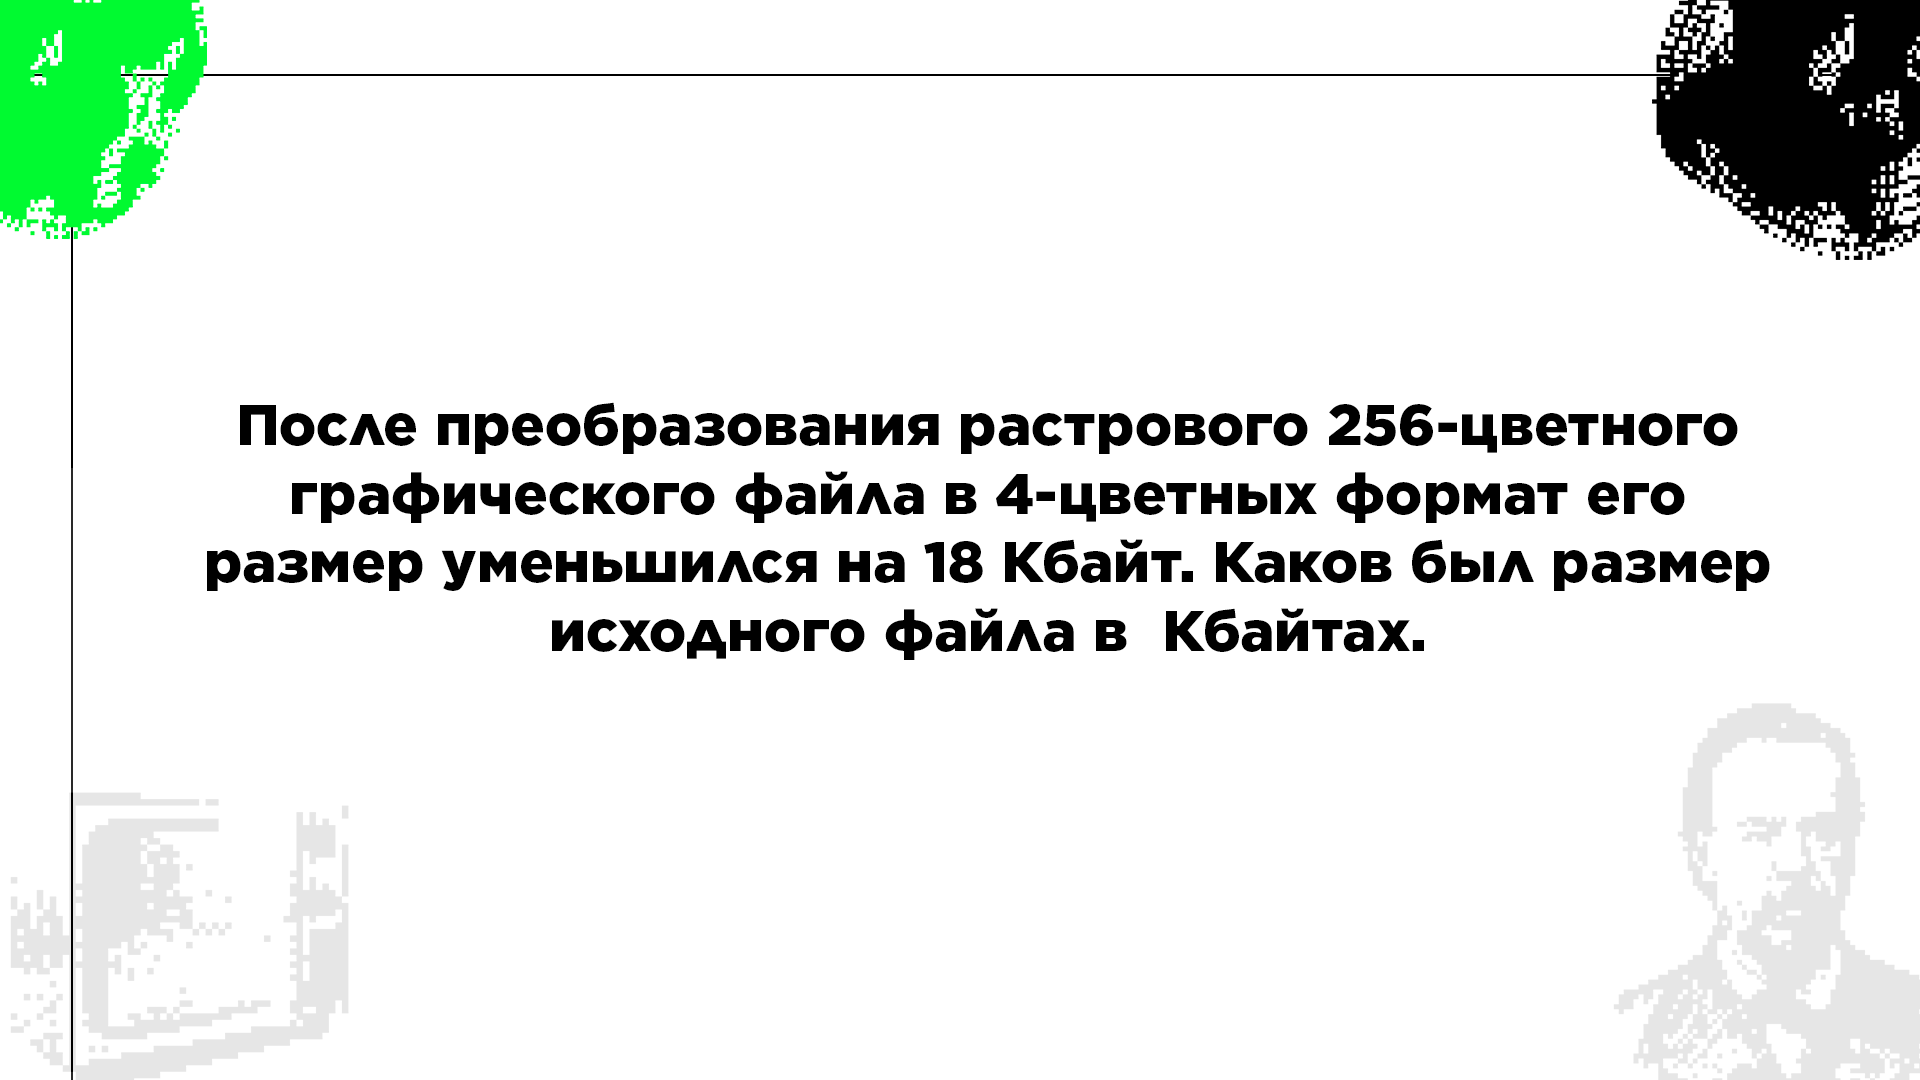 После преобразования растрового 256-цветного
графического файла в 4-цветных формат его
размер уменьшился на 18 Кбайт. Каков был размер
исходного файла в  Кбайтах.